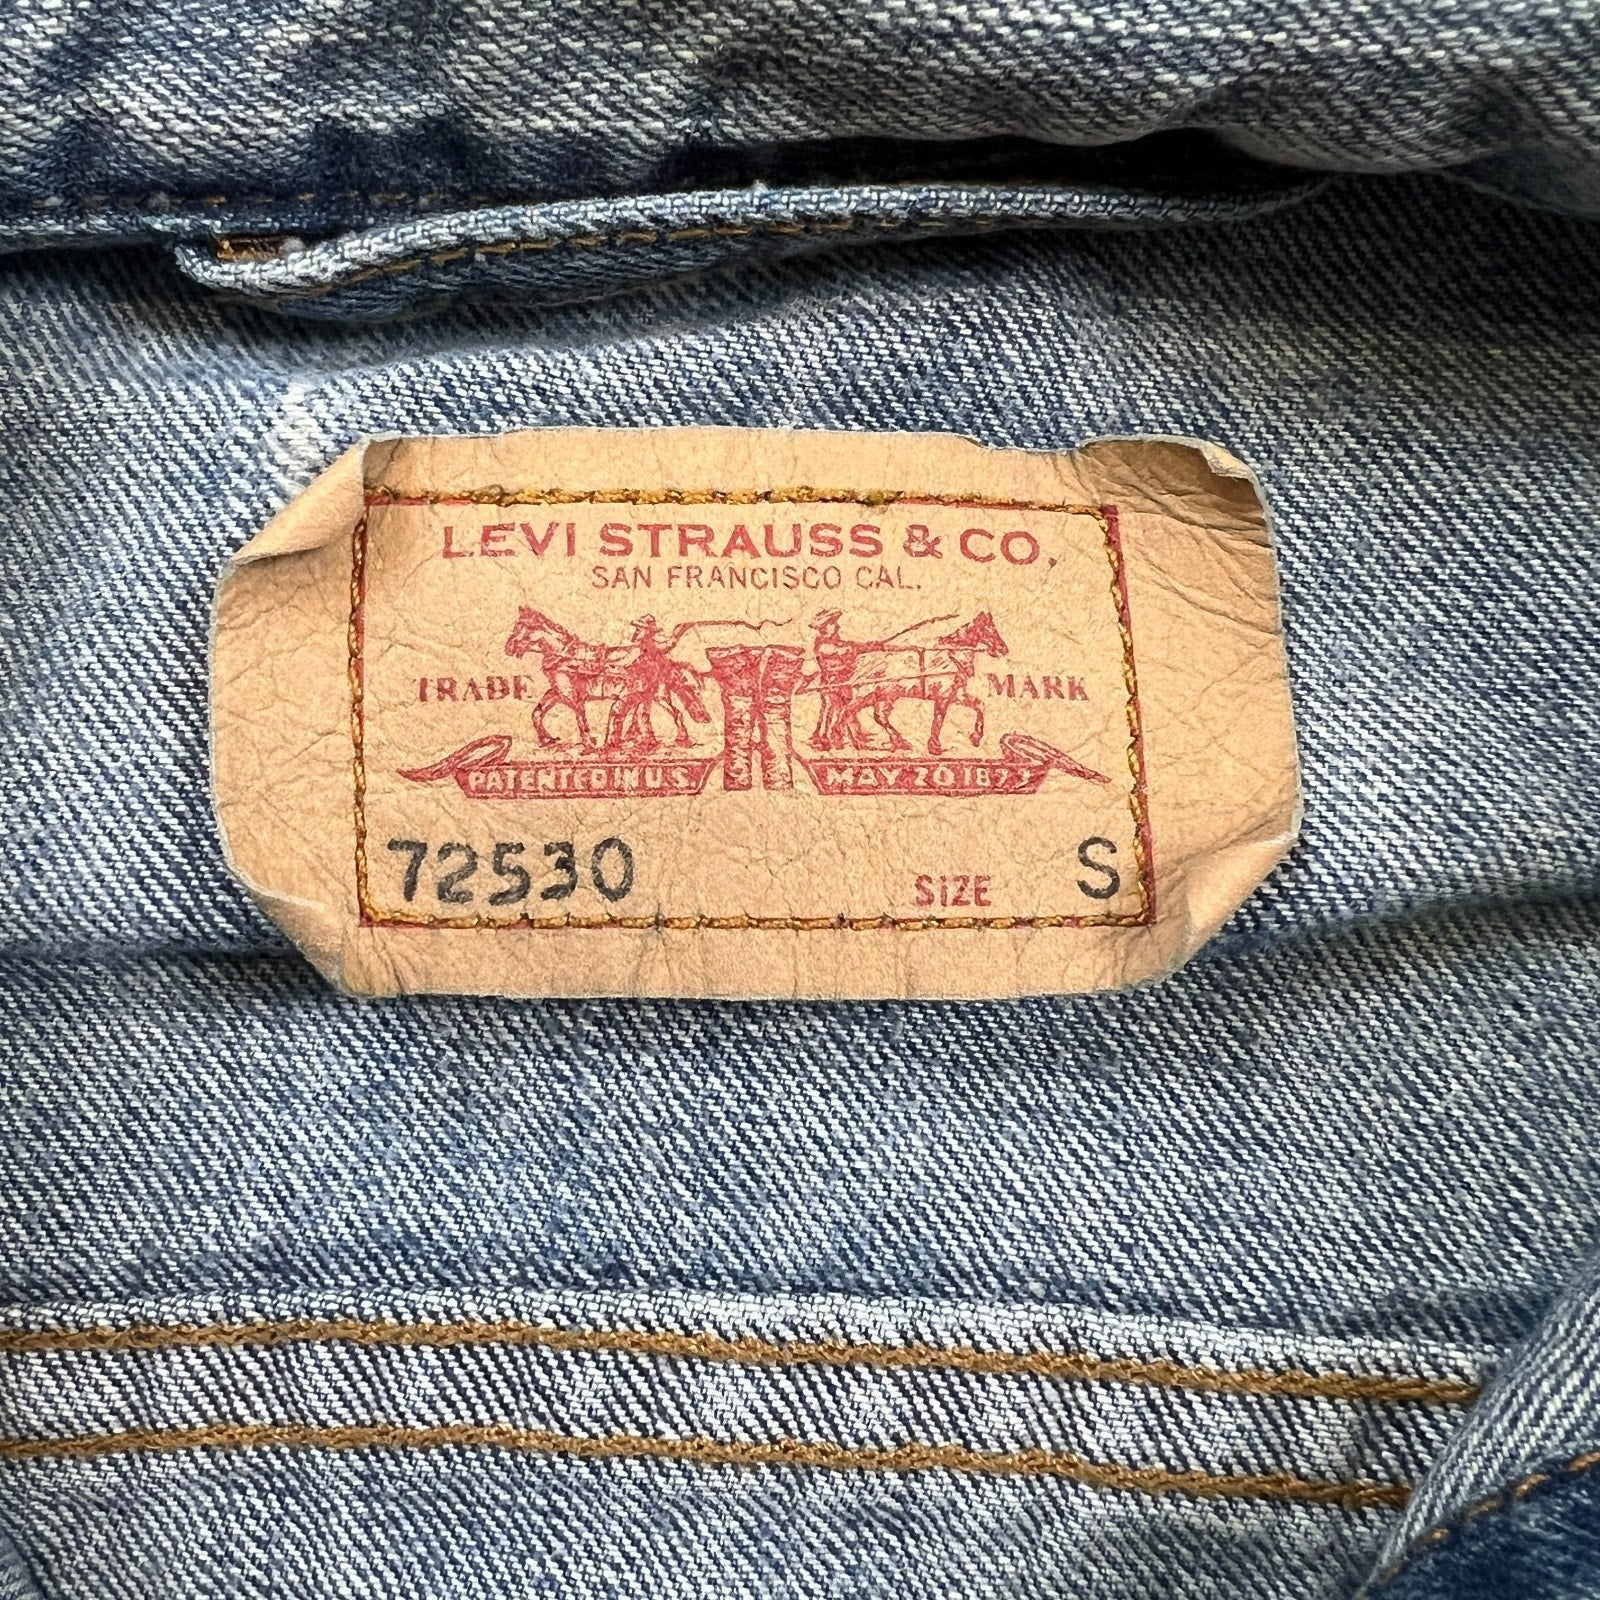 LEVI STRAUSS & CO.
SAN FRANCISCO CAL.
TRADE MARK
PATENTED IN U.S. MAY 20 1873
72530 SIZE S